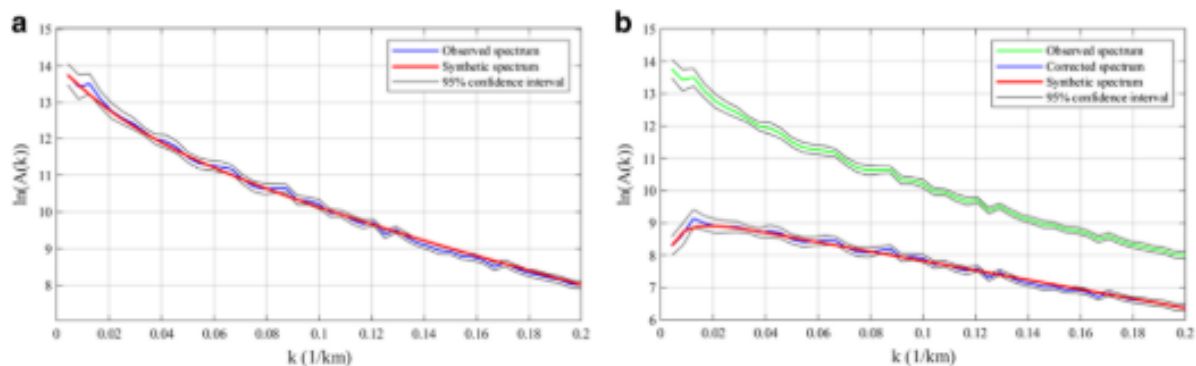 a
15
14
13
12
11
10
9
8
ln(A(k))
Observed spectrum
Synthetic spectrum
95% confidence interval
0 0.02 0.04 0.06 0.08 0.1 0.12 0.14 0.16 0.18 0.2
k (1/km)
b
15
14
13
12
11
10
9
8
7
6
ln(A(k))
Observed spectrum
Corrected spectrum
Synthetic spectrum
95% confidence interval
0 0.02 0.04 0.06 0.08 0.1 0.12 0.14 0.16 0.18 0.2
k (1/km)